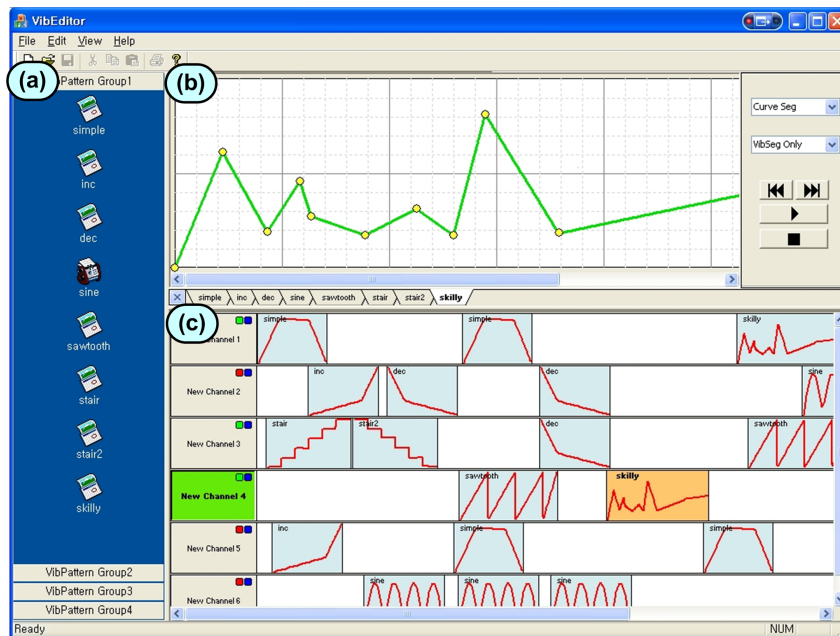 VibEditor
File Edit View Help
(a)
VibPattern Group1
simple
inc
dec
sine
sawtooth
stair
stair2
skilly
VibPattern Group2
VibPattern Group3
VibPattern Group4
(b)
Curve Seg
VibSeg Only
simple inc dec sine sawtooth stair stair2 skilly
(c)
Channel 1 simple simple skilly
New Channel 2 inc dec dec sine
New Channel 3 stair stair2 dec sawtooth
New Channel 4 sawtooth skilly
New Channel 5 inc simple simple
New Channel 6 sine sine sine
Ready NUM